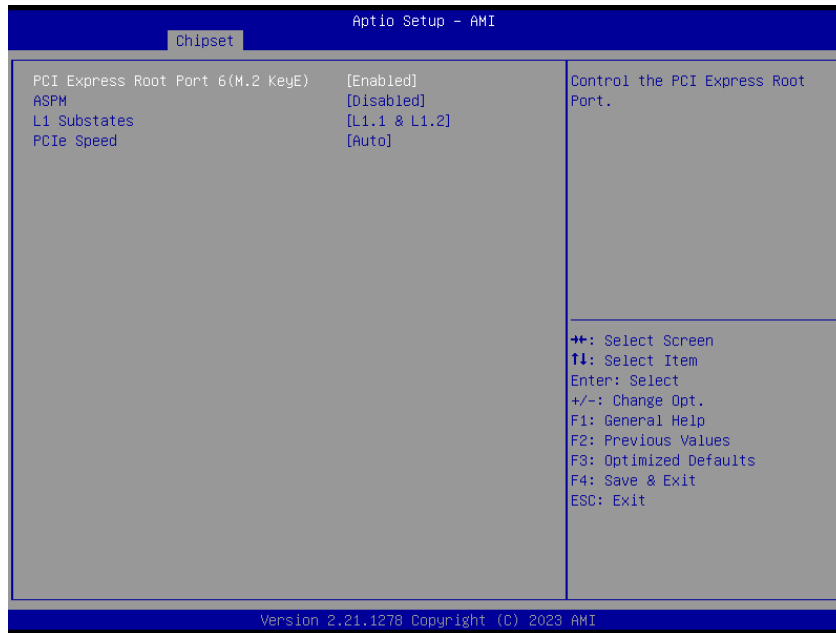 Aptio Setup - AMI
Chipset
PCI Express Root Port 6(M.2 KeyE) [Enabled]
ASPM [Disabled]
L1 Substates [L1.1 & L1.2]
PCIe Speed [Auto]
Control the PCI Express Root
Port.
→←: Select Screen
↑↓: Select Item
Enter: Select
+/-: Change Opt.
F1: General Help
F2: Previous Values
F3: Optimized Defaults
F4: Save & Exit
ESC: Exit
Version 2.21.1278 Copyright (C) 2023 AMI